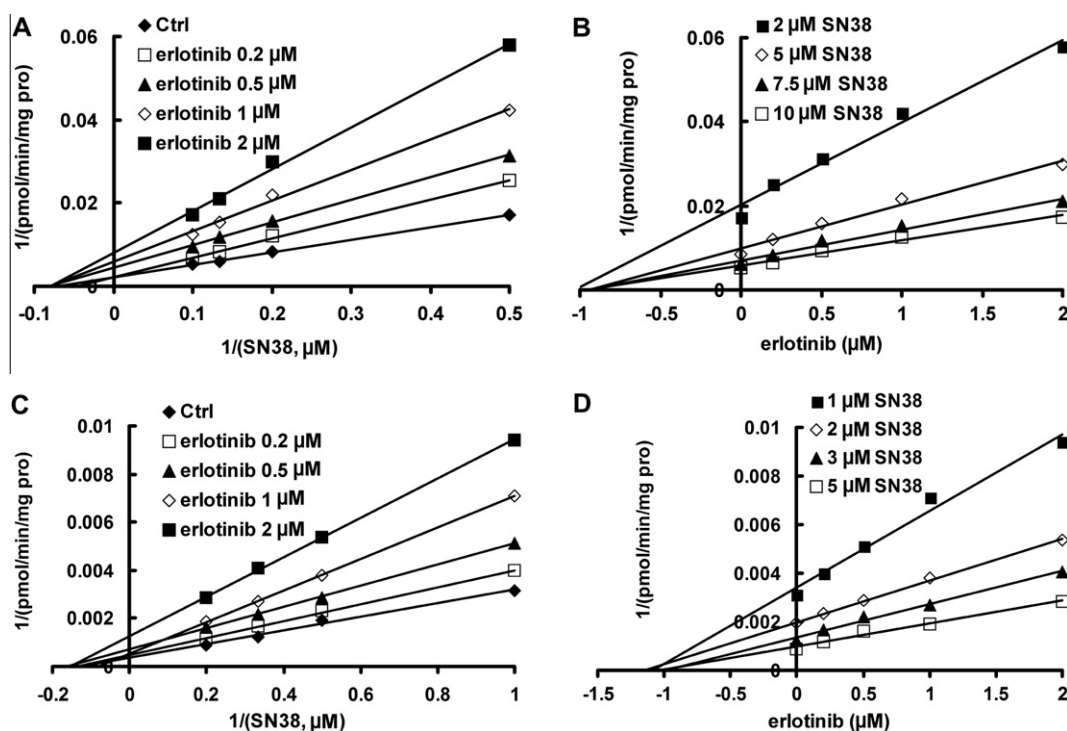 A
0.06
0.04
0.02
0
-0.1
0
0.1
0.2
0.3
0.4
0.5
1/(pmol/min/mg pro)
1/(SN38, µM)
Ctrl
erlotinib 0.2 µM
erlotinib 0.5 µM
erlotinib 1 µM
erlotinib 2 µM
B
0.06
0.04
0.02
0
-1
-0.5
0
0.5
1
1.5
2
1/(pmol/min/mg pro)
erlotinib (µM)
2 µM SN38
5 µM SN38
7.5 µM SN38
10 µM SN38
C
0.01
0.008
0.006
0.004
0.002
0
-0.2
0
0.2
0.4
0.6
0.8
1
1/(pmol/min/mg pro)
1/(SN38, µM)
Ctrl
erlotinib 0.2 µM
erlotinib 0.5 µM
erlotinib 1 µM
erlotinib 2 µM
D
0.01
0.008
0.006
0.004
0.002
0
-1.5
-1
-0.5
0
0.5
1
1.5
2
1/(pmol/min/mg pro)
erlotinib (µM)
1 µM SN38
2 µM SN38
3 µM SN38
5 µM SN38